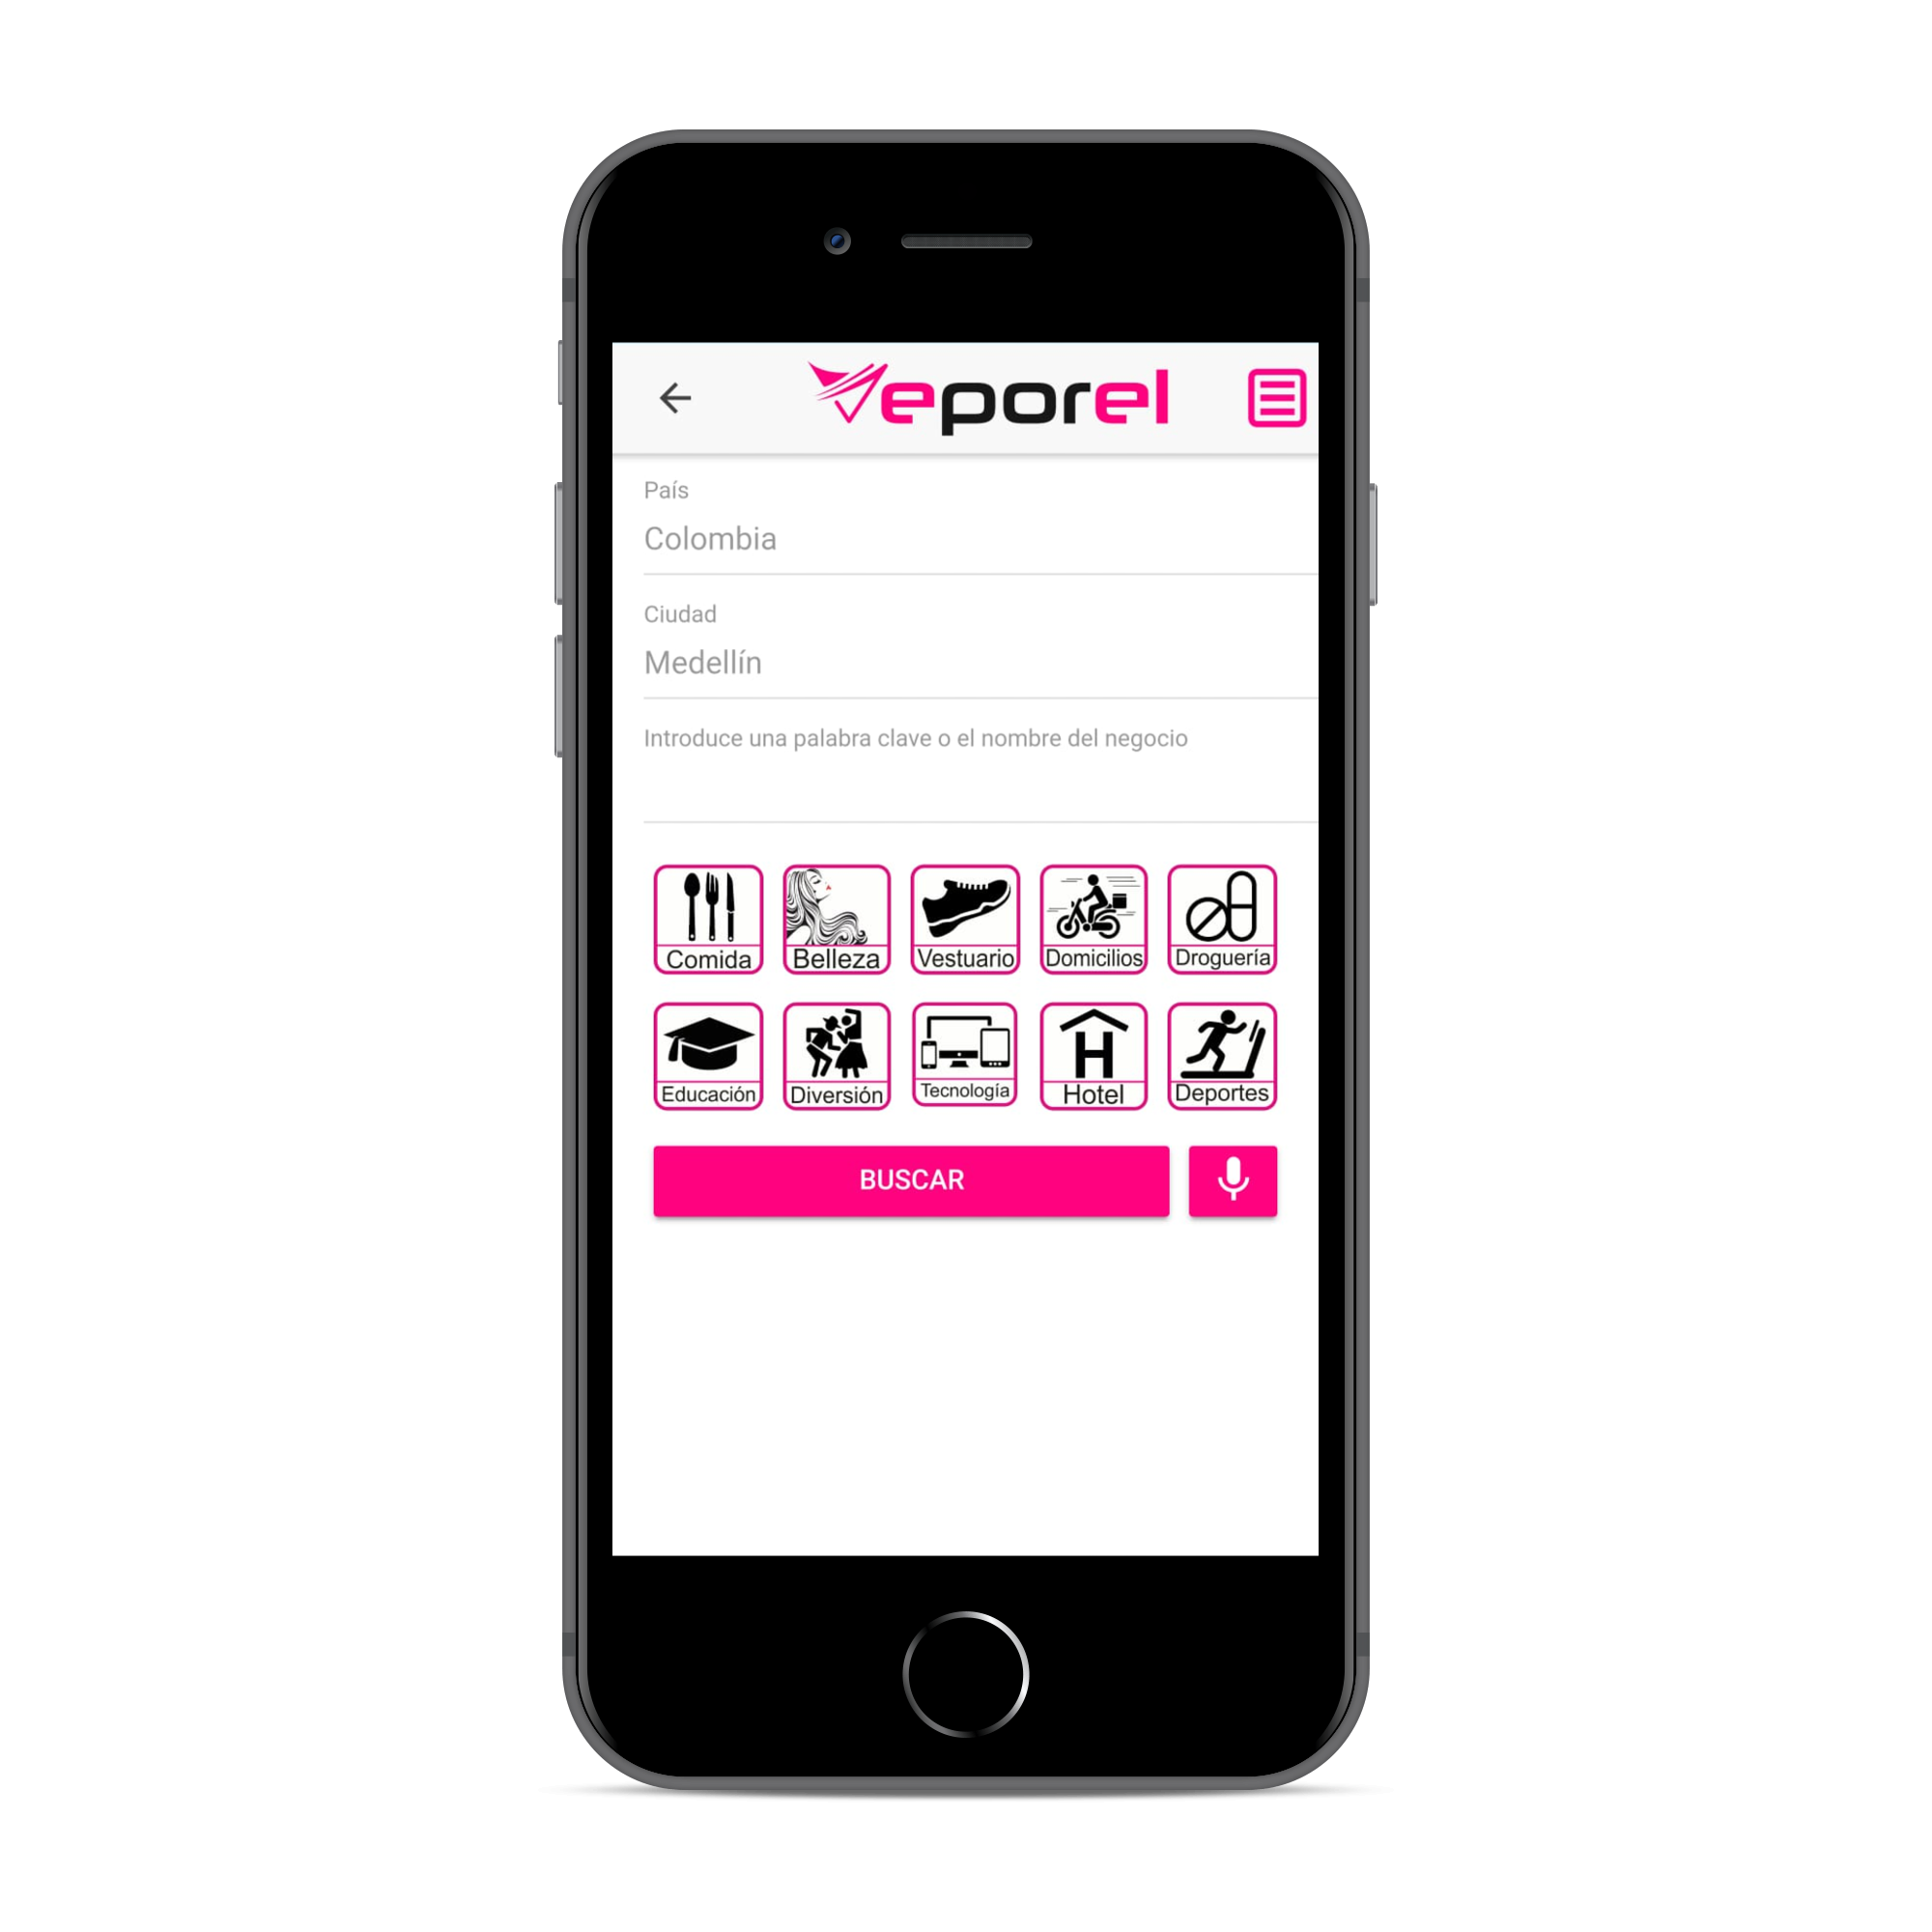 Veporel
País
Colombia
Ciudad
Medellín
Introduce una palabra clave o el nombre del negocio
Comida Belleza Vestuario Domicilios Droguería
Educación Diversión Tecnología Hotel Deportes
BUSCAR